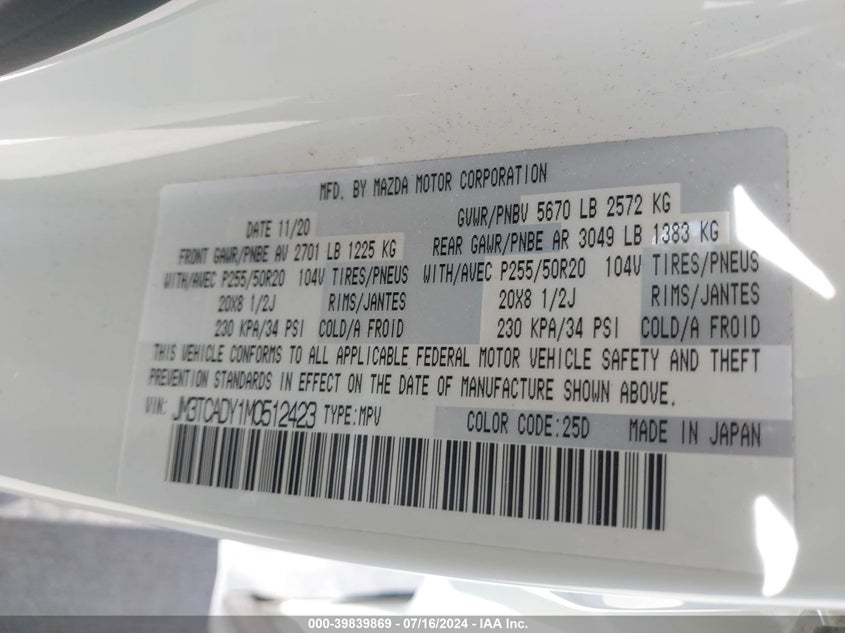 MFD. BY MAZDA MOTOR CORPORATION
DATE 11/20 GVWR/PNBV 5670 LB 2572 KG
FRONT GAWR/PNBE AV 2701 LB 1225 KG REAR GAWR/PNBE AR 3049 LB 1383 KG
WITH/AVEC P255/50R20 104V TIRES/PNEUS WITH/AVEC P255/50R20 104V TIRES/PNEUS
20X8 1/2J RIMS/JANTES 20X8 1/2J RIMS/JANTES
230 KPA/34 PSI COLD/A FROID 230 KPA/34 PSI COLD/A FROID
THIS VEHICLE CONFORMS TO ALL APPLICABLE FEDERAL MOTOR VEHICLE SAFETY AND THEFT
PREVENTION STANDARDS IN EFFECT ON THE DATE OF MANUFACTURE SHOWN ABOVE.
VIN: JM3TCADY1M0512423 TYPE:MPV COLOR CODE:25D MADE IN JAPAN
000-39839869 - 07/16/2024 - IAA Inc.